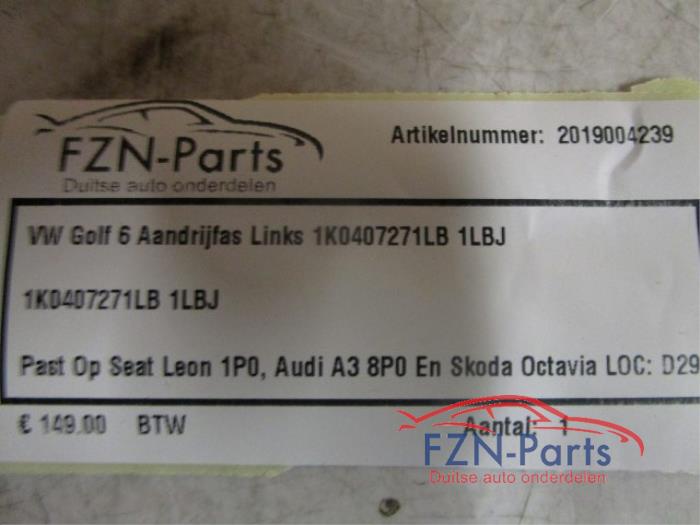 FZN-Parts
Duitse auto onderdelen
Artikelnummer: 2019004239
VW Golf 6 Aandrijfas Links 1K0407271LB 1LBJ
1K0407271LB 1LBJ
Past Op Seat Leon 1P0, Audi A3 8P0 En Skoda Octavia LOC: D29
€ 149.00 BTW
Aantal: 1
FZN-Parts
Duitse auto onderdelen